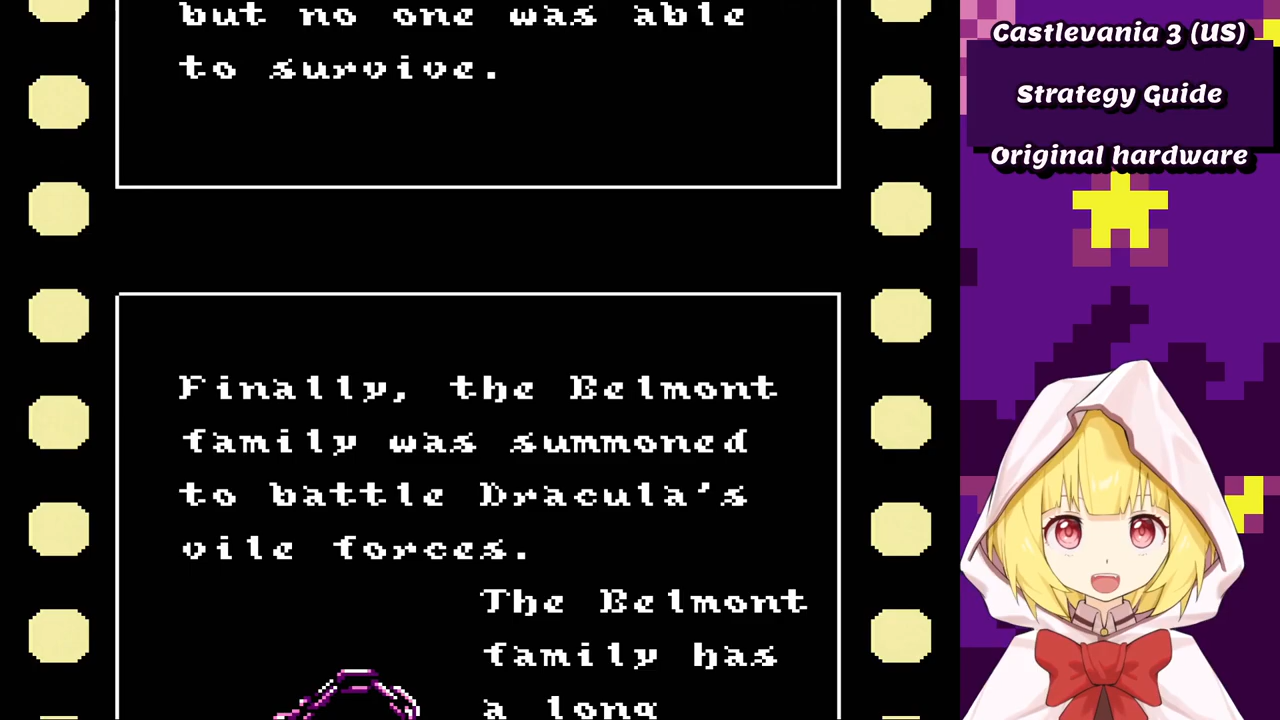 but no one was able
to survive.
Finally, the Belmont
family was summoned
to battle Dracula's
vile forces.
The Belmont
family has
a long
Castlevania 3 (US)
Strategy Guide
Original hardware